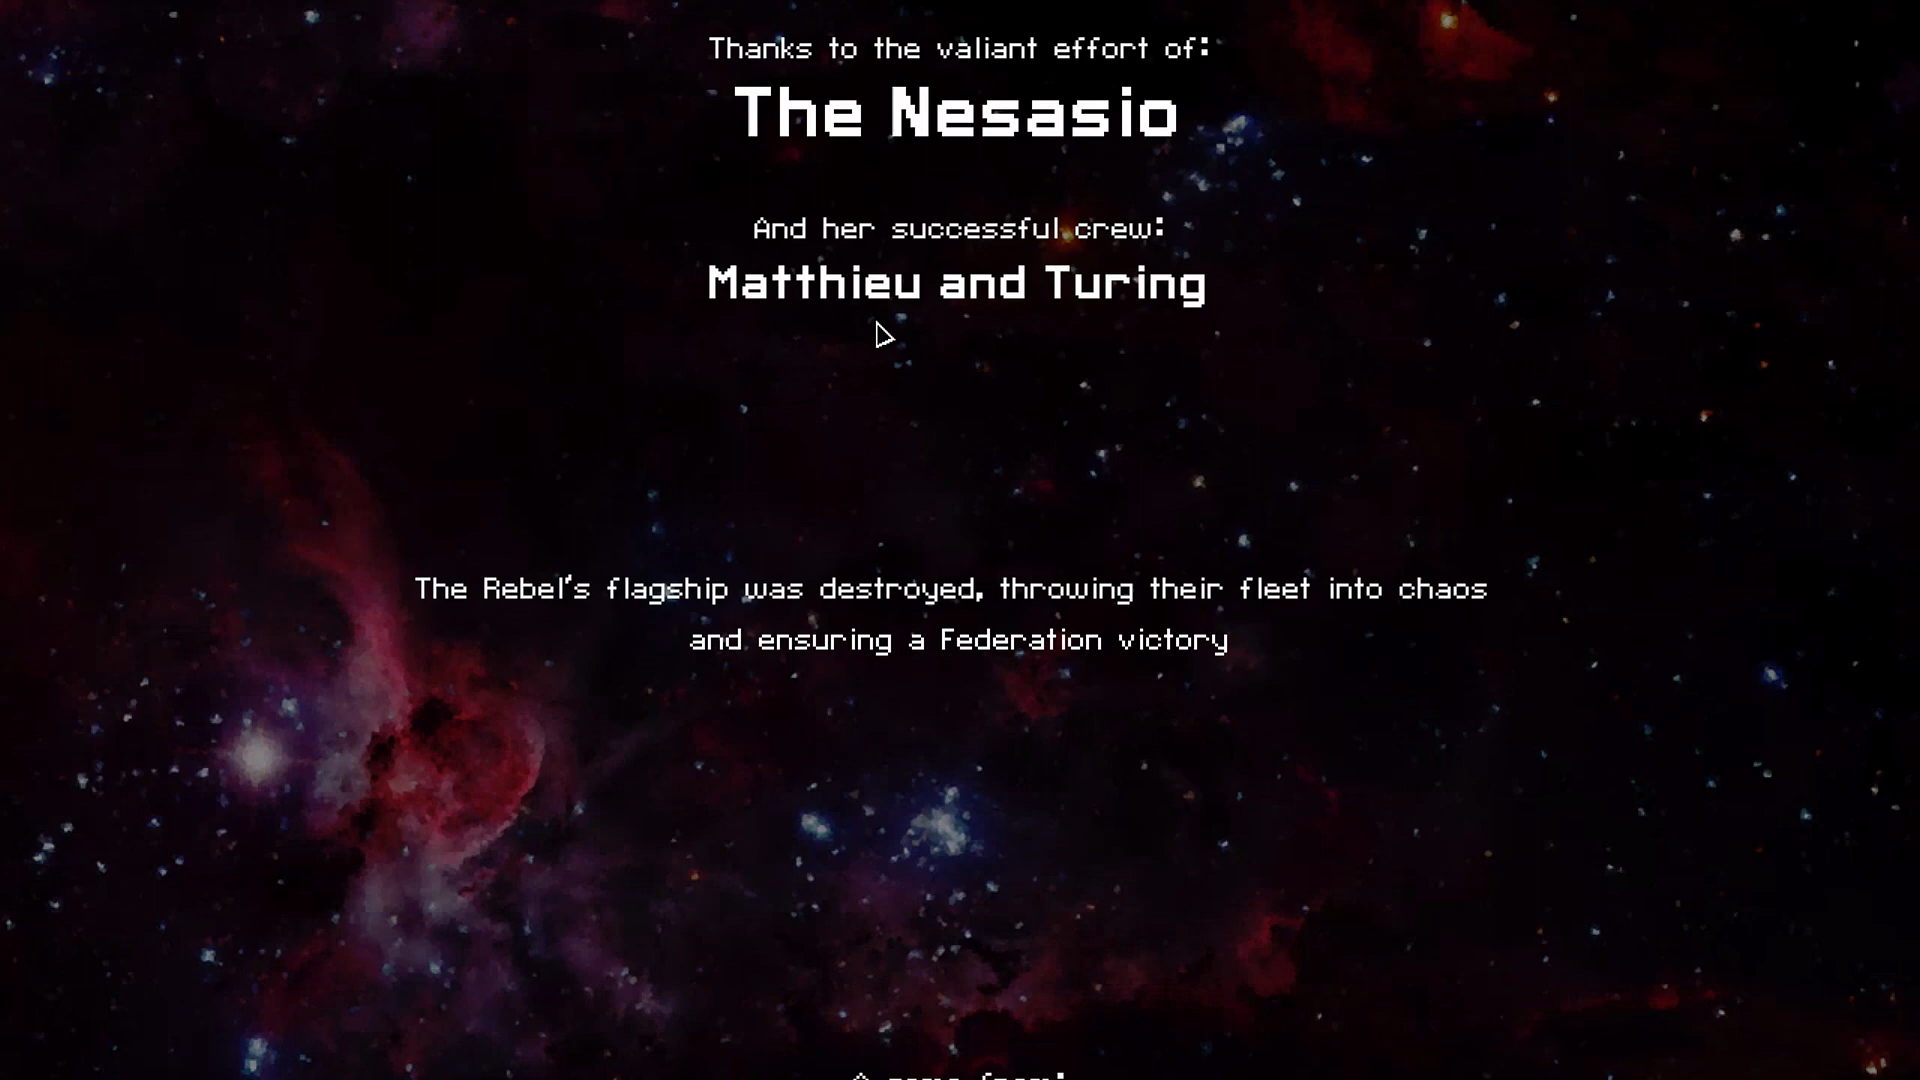 Thanks to the valiant effort of:
The Nesasio
And her successful crew:
Matthieu and Turing
The Rebel's flagship was destroyed, throwing their fleet into chaos
and ensuring a Federation victory